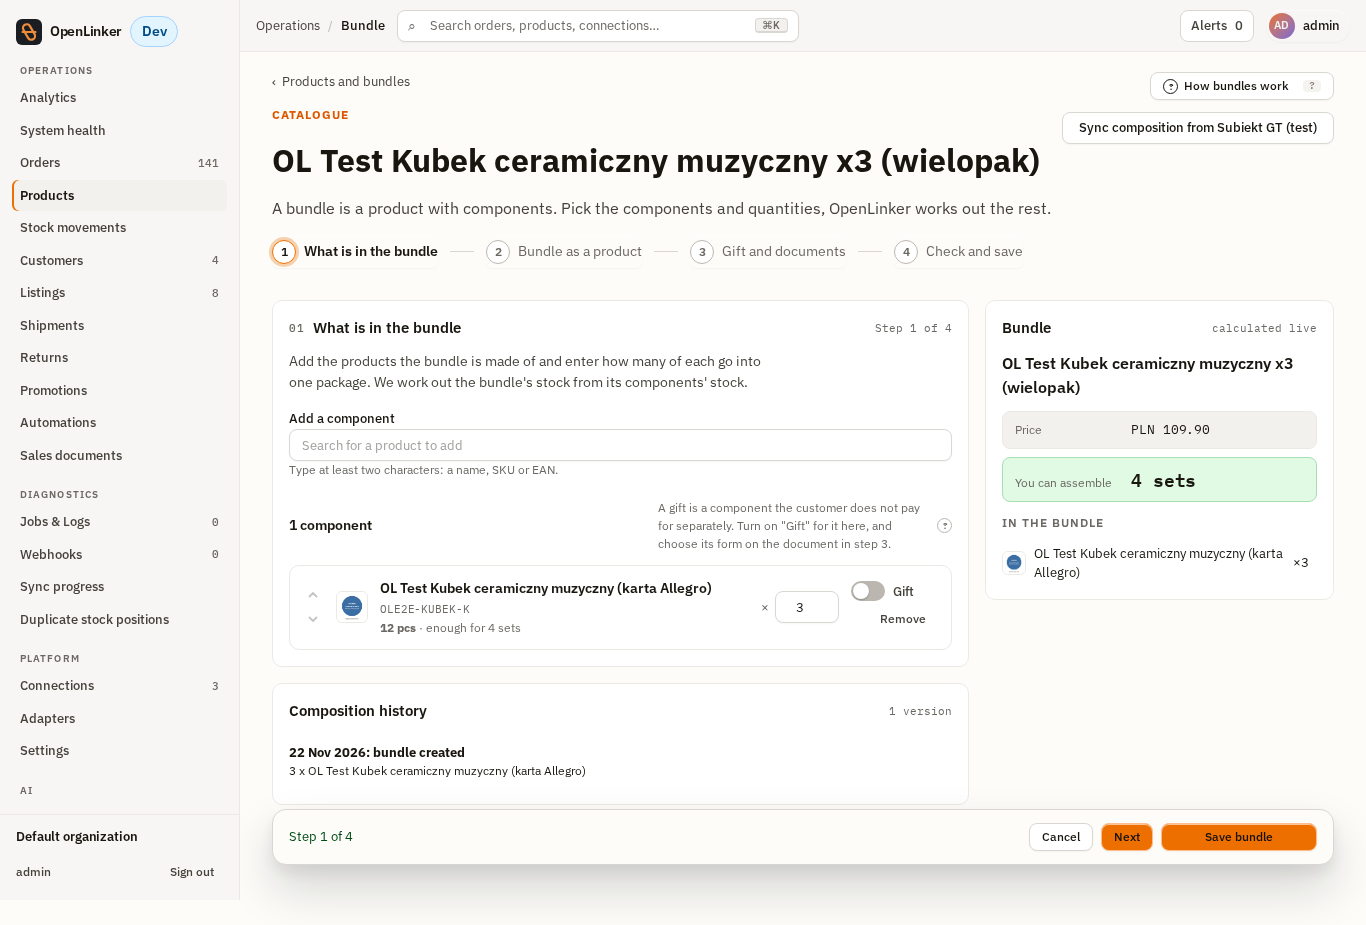 OpenLinker Dev
OPERATIONS
Analytics
System health
Orders 141
Products
Stock movements
Customers 4
Listings 8
Shipments
Returns
Promotions
Automations
Sales documents
DIAGNOSTICS
Jobs & Logs 0
Webhooks 0
Sync progress
Duplicate stock positions
PLATFORM
Connections 3
Adapters
Settings
AI
Default organization
admin Sign out
Operations / Bundle
Search orders, products, connections... ⌘K
Alerts 0
AD admin
‹ Products and bundles
? How bundles work ?
CATALOGUE
Sync composition from Subiekt GT (test)
OL Test Kubek ceramiczny muzyczny x3 (wielopak)
A bundle is a product with components. Pick the components and quantities, OpenLinker works out the rest.
1 What is in the bundle
2 Bundle as a product
3 Gift and documents
4 Check and save
01 What is in the bundle Step 1 of 4
Add the products the bundle is made of and enter how many of each go into
one package. We work out the bundle's stock from its components' stock.
Add a component
Search for a product to add
Type at least two characters: a name, SKU or EAN.
1 component
A gift is a component the customer does not pay
for separately. Turn on "Gift" for it here, and
choose its form on the document in step 3.
?
OL Test Kubek ceramiczny muzyczny (karta Allegro)
OLE2E-KUBEK-K
12 pcs · enough for 4 sets
× 3
Gift
Remove
Composition history 1 version
22 Nov 2026: bundle created
3 x OL Test Kubek ceramiczny muzyczny (karta Allegro)
Bundle calculated live
OL Test Kubek ceramiczny muzyczny x3
(wielopak)
Price PLN 109.90
You can assemble 4 sets
IN THE BUNDLE
OL Test Kubek ceramiczny muzyczny (karta
Allegro)
×3
Step 1 of 4
Cancel
Next
Save bundle